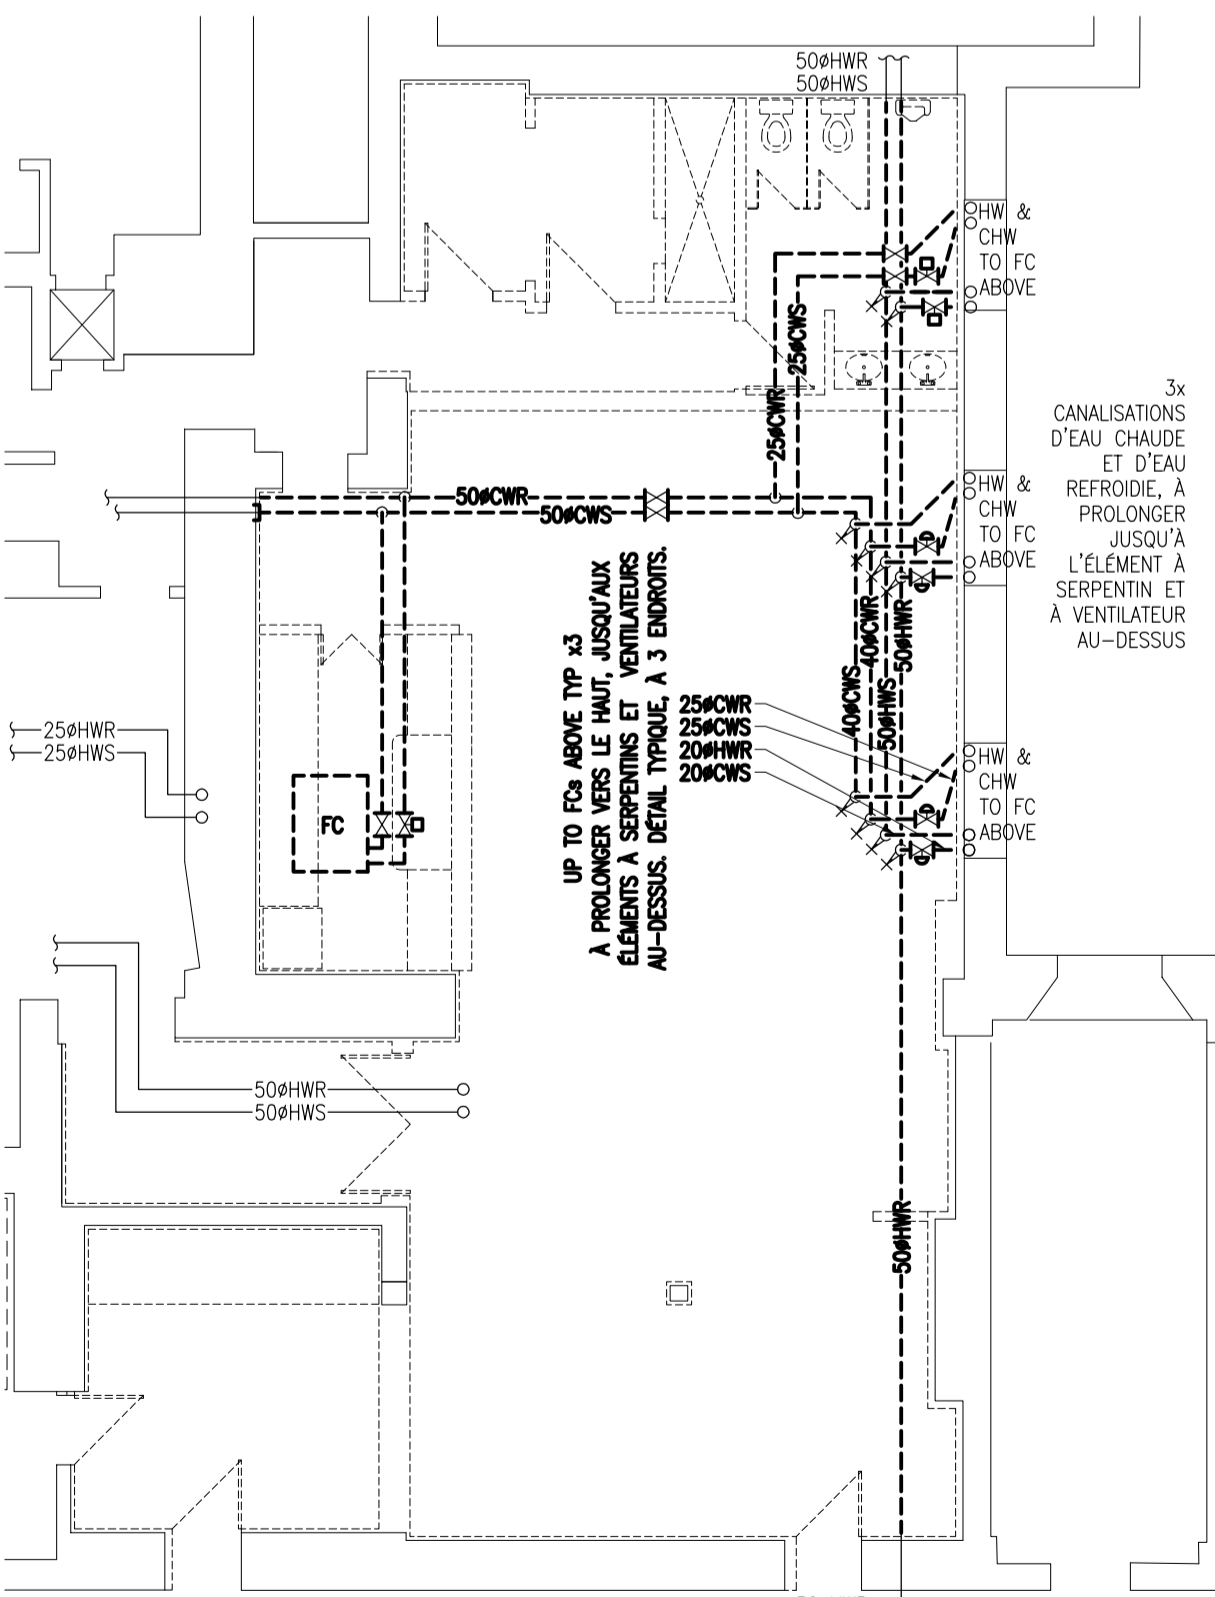 50øHWR
50øHWS
HW &
CHW
TO FC
ABOVE
25øCWS
25øCWR
3x
CANALISATIONS
D'EAU CHAUDE
ET D'EAU
REFROIDIE, À
PROLONGER
JUSQU'À
L'ÉLÉMENT À
SERPENTIN ET
À VENTILATEUR
AU-DESSUS
50øCWR
50øCWS
HW &
CHW
TO FC
ABOVE
UP TO FCs ABOVE TYP x3
À PROLONGER VERS LE HAUT, JUSQU'AUX
ÉLÉMENTS À SERPENTINS ET VENTILATEURS
AU-DESSUS. DÉTAIL TYPIQUE, À 3 ENDROITS.
40øCWS
40øCWR
50øHWS
50øHWR
25øCWR
25øCWS
20øHWR
20øCWS
HW &
CHW
TO FC
ABOVE
25øHWR
25øHWS
FC
50øHWR
50øHWS
50øHWR